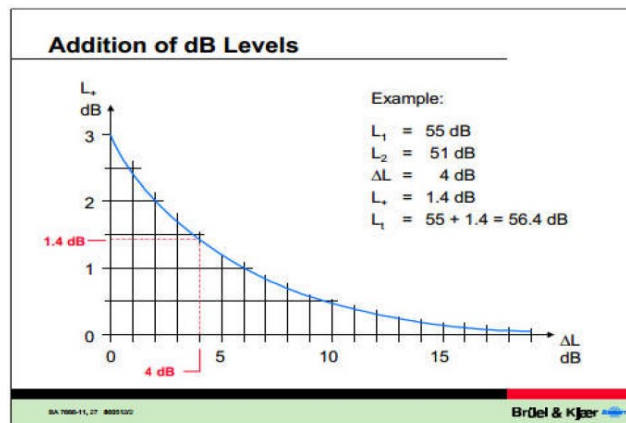 Addition of dB Levels
L₊
dB
3
2
1.4 dB
1
0
0
5
10
15
ΔL
dB
4 dB
Example:
L₁ = 55 dB
L₂ = 51 dB
ΔL = 4 dB
L₊ = 1.4 dB
Lₜ = 55 + 1.4 = 56.4 dB
Brüel & Kjær